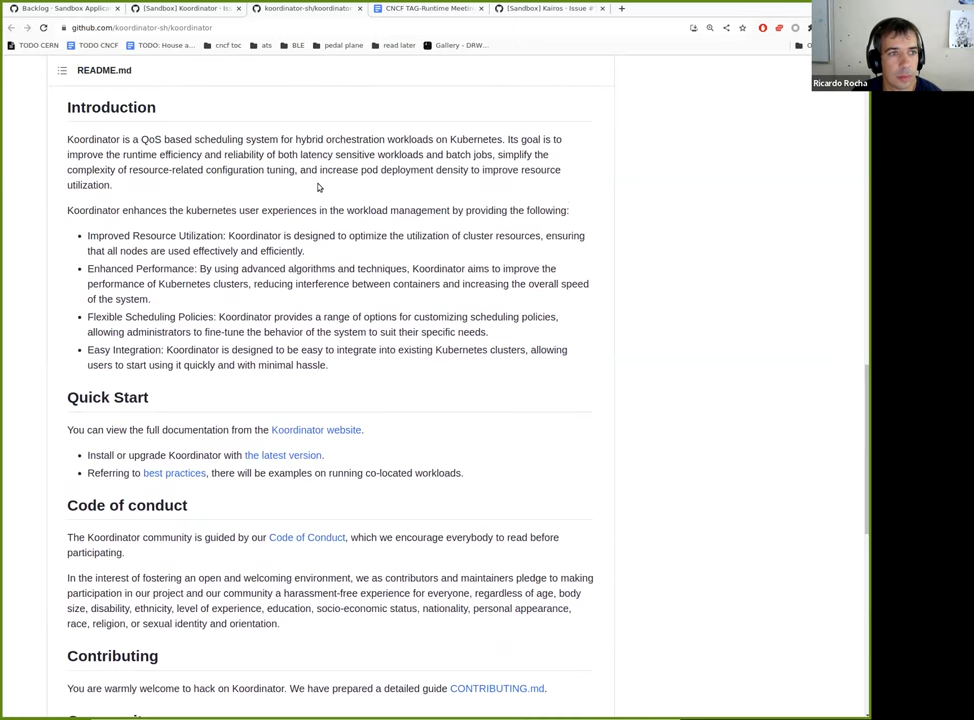 Backlog - Sandbox Applica
[Sandbox] Koordinator · Iss
koordinator-sh/koordinator:
CNCF TAG-Runtime Meetin
[Sandbox] Kairos · Issue #
github.com/koordinator-sh/koordinator
TODO CERN
TODO CNCF
TODO: House a...
cncf toc
ats
BLE
pedal plane
read later
Gallery - DRW...
Ricardo Rocha
README.md
Introduction
Koordinator is a QoS based scheduling system for hybrid orchestration workloads on Kubernetes. Its goal is to
improve the runtime efficiency and reliability of both latency sensitive workloads and batch jobs, simplify the
complexity of resource-related configuration tuning, and increase pod deployment density to improve resource
utilization.
Koordinator enhances the kubernetes user experiences in the workload management by providing the following:
• Improved Resource Utilization: Koordinator is designed to optimize the utilization of cluster resources, ensuring
that all nodes are used effectively and efficiently.
• Enhanced Performance: By using advanced algorithms and techniques, Koordinator aims to improve the
performance of Kubernetes clusters, reducing interference between containers and increasing the overall speed
of the system.
• Flexible Scheduling Policies: Koordinator provides a range of options for customizing scheduling policies,
allowing administrators to fine-tune the behavior of the system to suit their specific needs.
• Easy Integration: Koordinator is designed to be easy to integrate into existing Kubernetes clusters, allowing
users to start using it quickly and with minimal hassle.
Quick Start
You can view the full documentation from the Koordinator website.
• Install or upgrade Koordinator with the latest version.
• Referring to best practices, there will be examples on running co-located workloads.
Code of conduct
The Koordinator community is guided by our Code of Conduct, which we encourage everybody to read before
participating.
In the interest of fostering an open and welcoming environment, we as contributors and maintainers pledge to making
participation in our project and our community a harassment-free experience for everyone, regardless of age, body
size, disability, ethnicity, level of experience, education, socio-economic status, nationality, personal appearance,
race, religion, or sexual identity and orientation.
Contributing
You are warmly welcome to hack on Koordinator. We have prepared a detailed guide CONTRIBUTING.md.